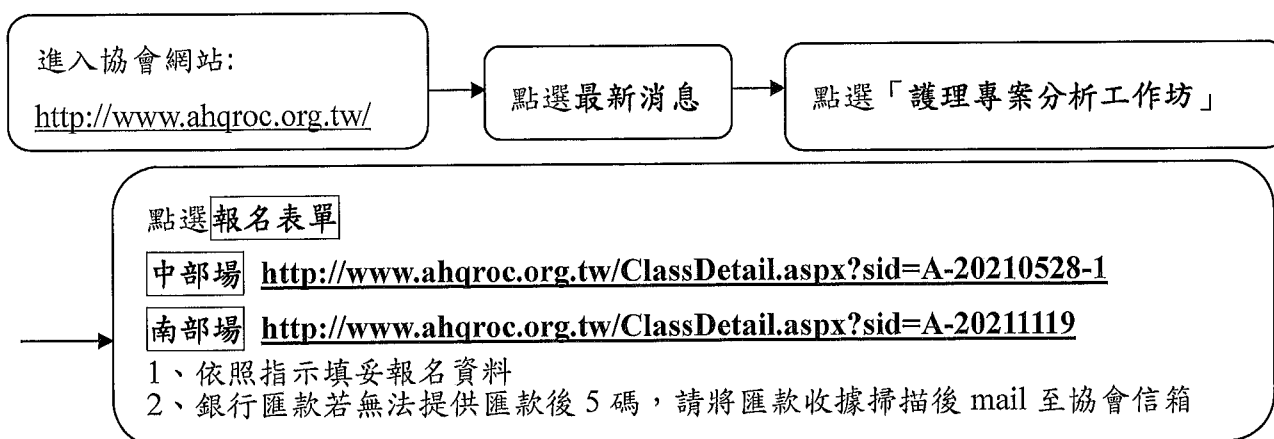 進入協會網站:
http://www.ahqroc.org.tw/
點選最新消息
點選「護理專案分析工作坊」
點選報名表單
中部場 http://www.ahqroc.org.tw/ClassDetail.aspx?sid=A-20210528-1
南部場 http://www.ahqroc.org.tw/ClassDetail.aspx?sid=A-20211119
1、依照指示填妥報名資料
2、銀行匯款若無法提供匯款後 5 碼，請將匯款收據掃描後 mail 至協會信箱